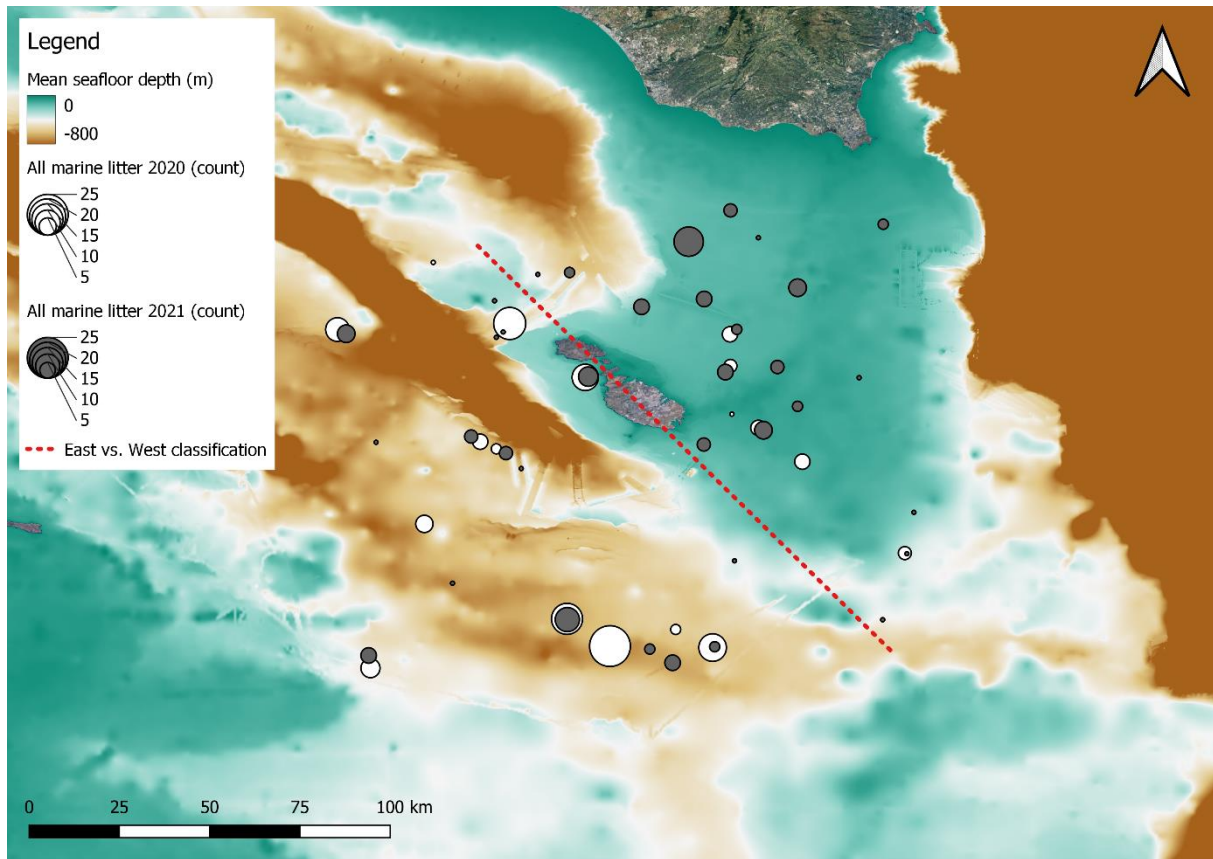 Legend
Mean seafloor depth (m)
0
-800
All marine litter 2020 (count)
25
20
15
10
5
All marine litter 2021 (count)
25
20
15
10
5
East vs. West classification
0 25 50 75 100 km